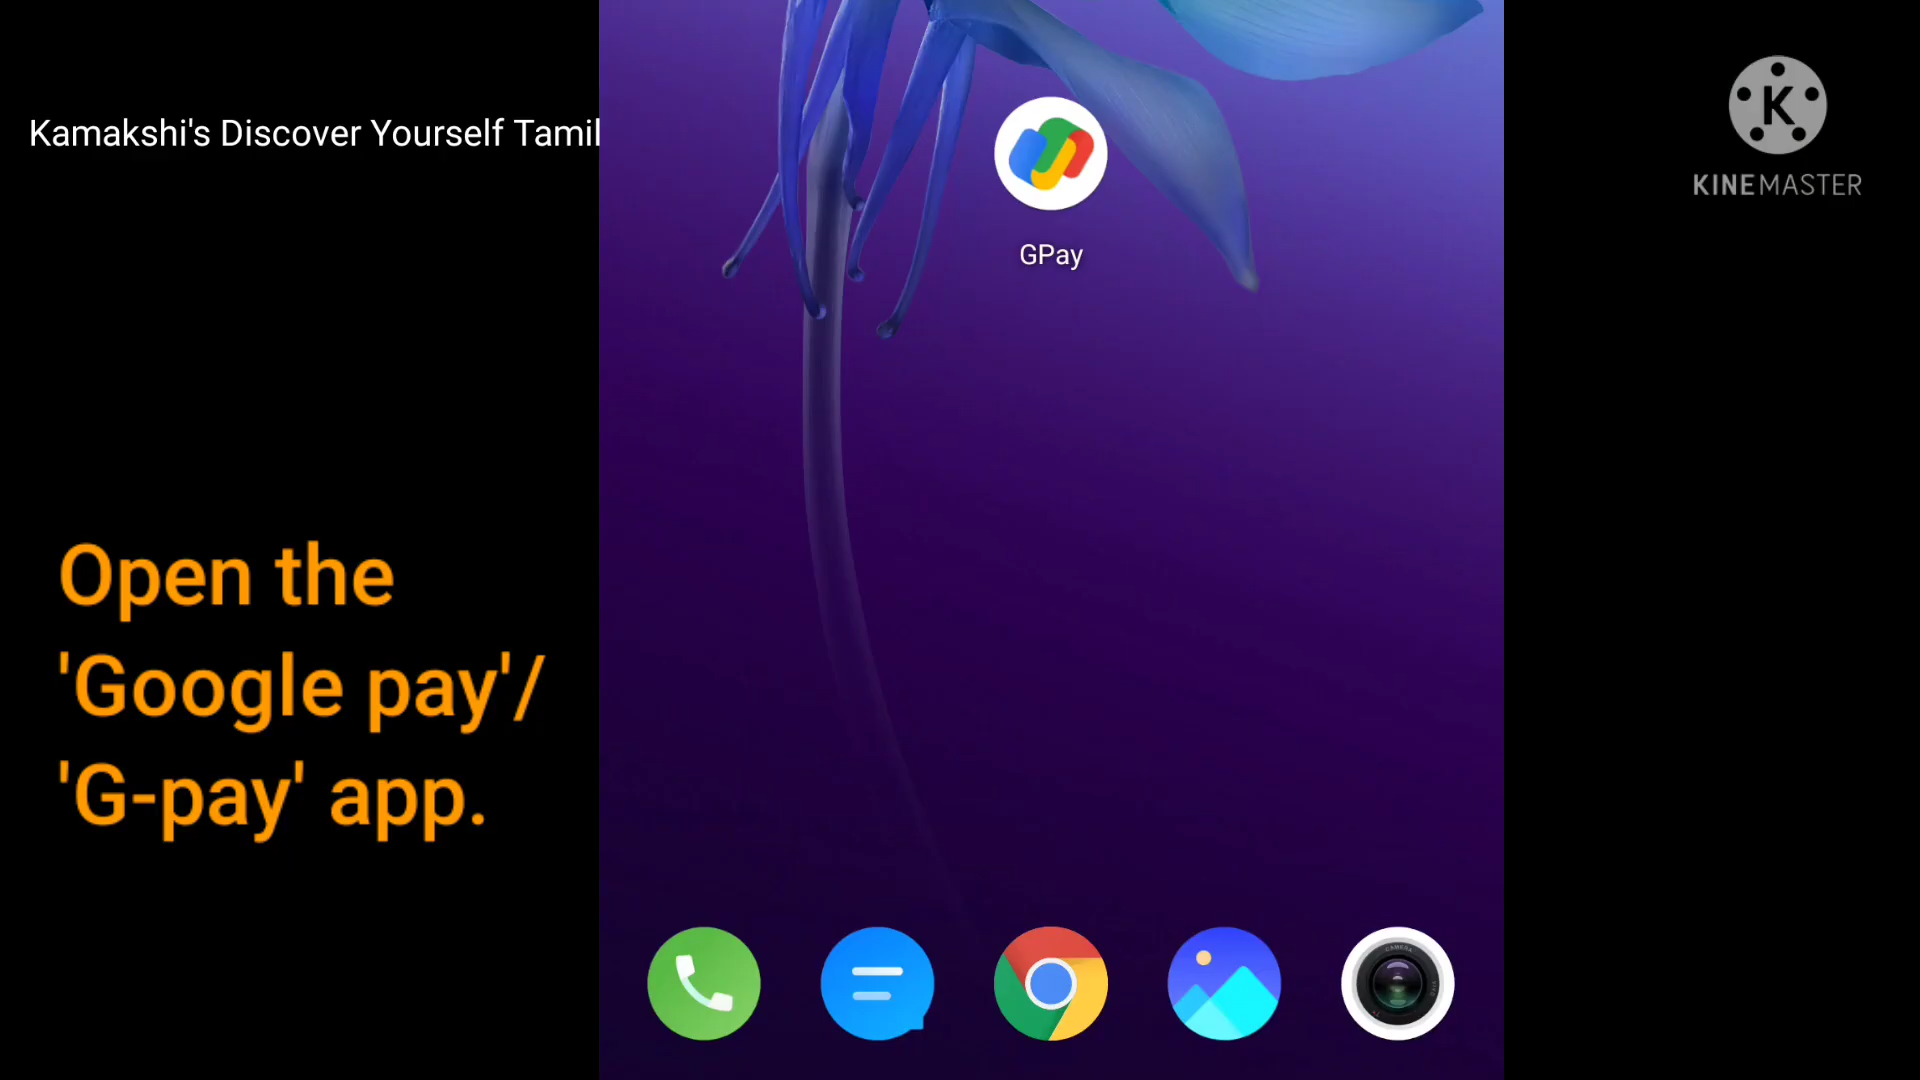 Kamakshi's Discover Yourself Tamil
KINEMASTER
GPay
Open the
'Google pay'/
'G-pay' app.